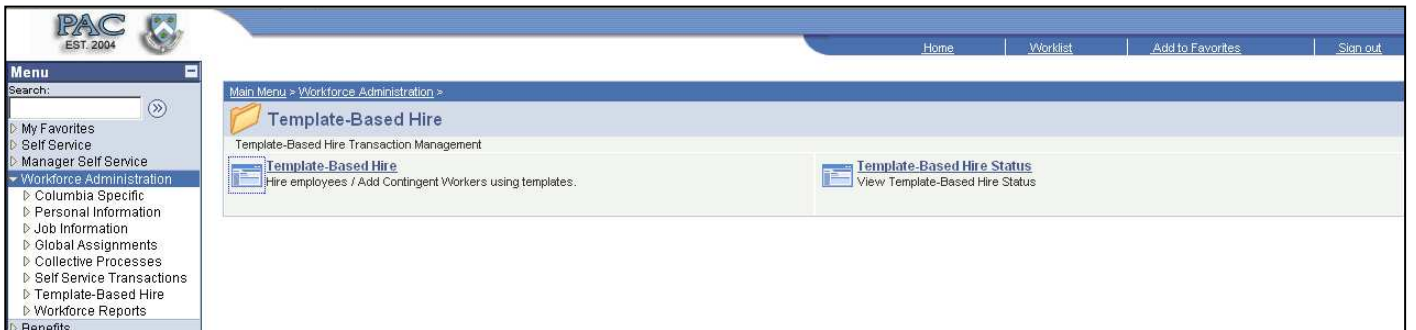 PAC
EST. 2004
Home
Worklist
Add to Favorites
Sign out
Menu
Search:
My Favorites
Self Service
Manager Self Service
Workforce Administration
Columbia Specific
Personal Information
Job Information
Global Assignments
Collective Processes
Self Service Transactions
Template-Based Hire
Workforce Reports
Benefits
Main Menu > Workforce Administration >
Template-Based Hire
Template-Based Hire Transaction Management
Template-Based Hire
Hire employees / Add Contingent Workers using templates.
Template-Based Hire Status
View Template-Based Hire Status